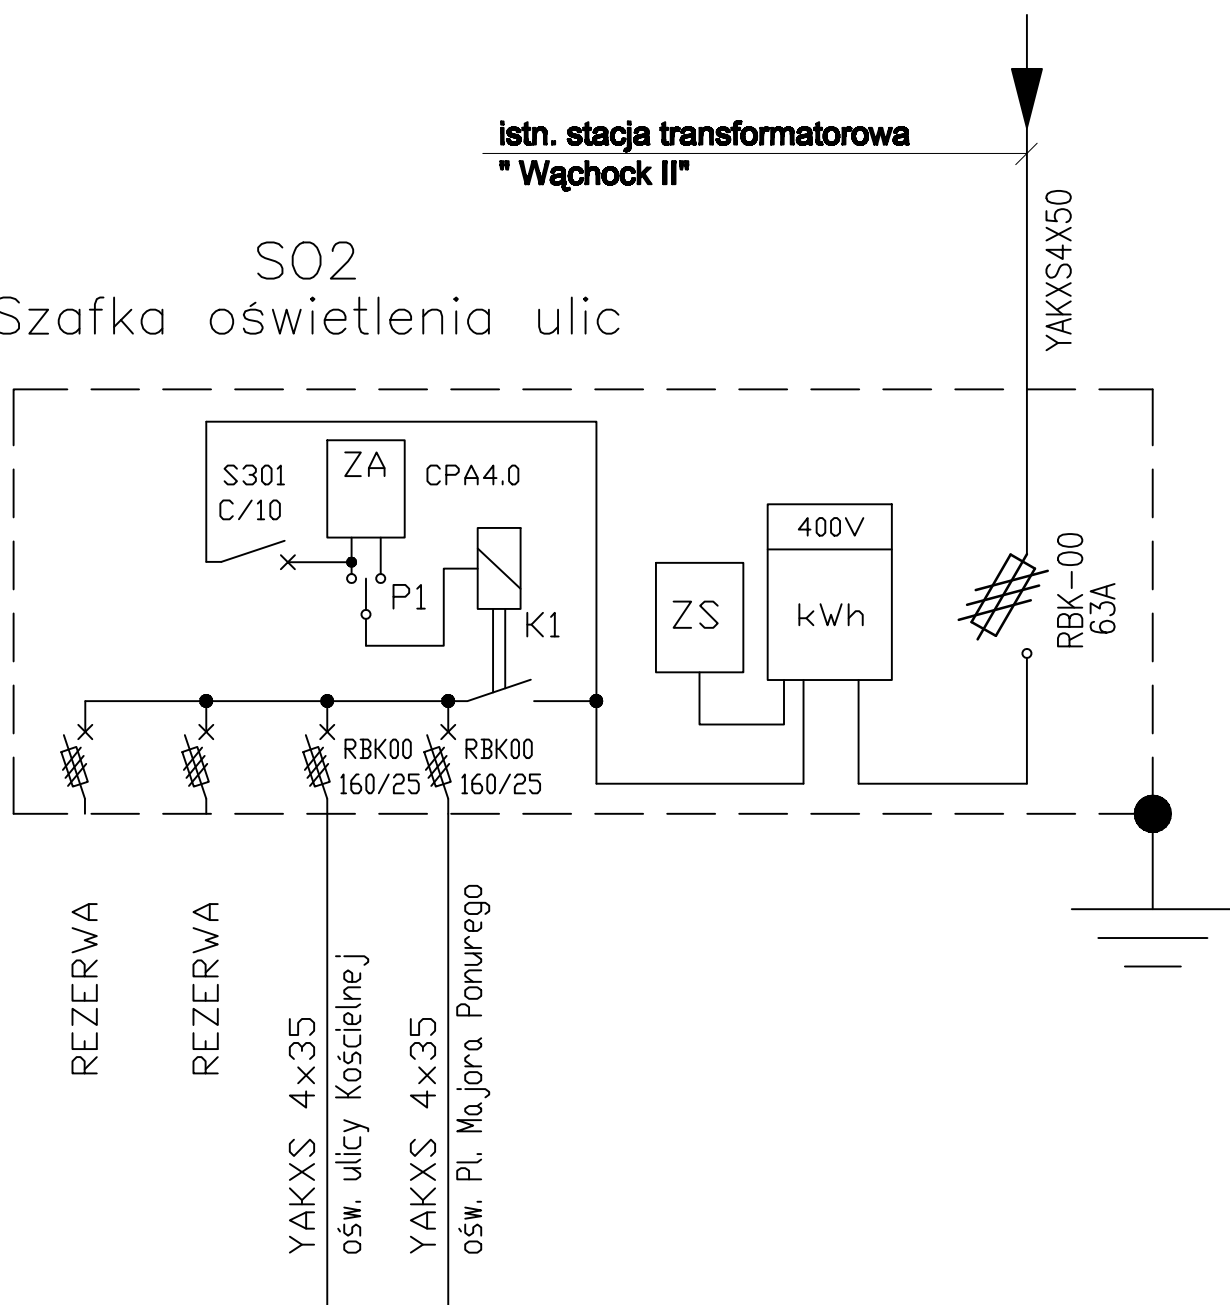 istn. stacja transformatorowa
" Wąchock II"
YAKXS4X50
SO2
Szafka oświetlenia ulic
S301
C/10
ZA
CPA4.0
P1
K1
ZS
400V
kWh
RBK-00
63A
RBK00
160/25
RBK00
160/25
REZERWA
REZERWA
YAKXS 4x35
ośw. ulicy Kościelnej
YAKXS 4x35
ośw. Pl. Majora Ponurego